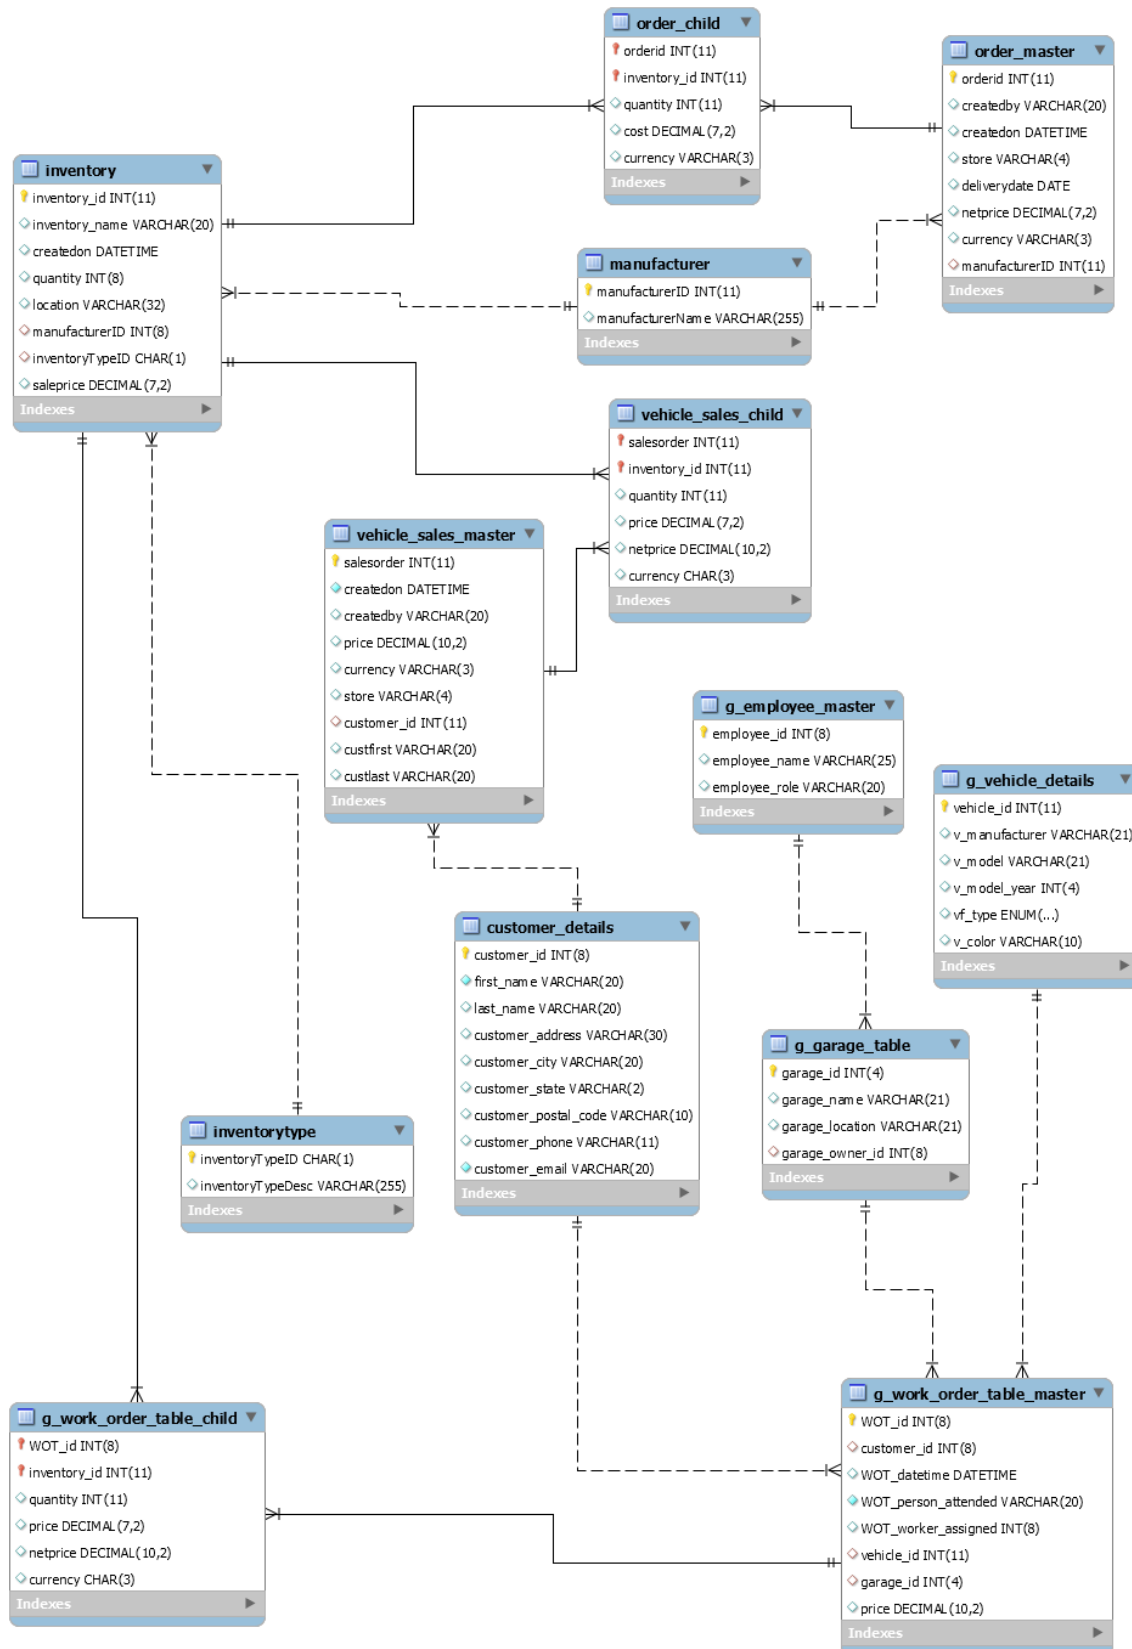 order_child
orderid INT(11)
inventory_id INT(11)
quantity INT(11)
cost DECIMAL(7,2)
currency VARCHAR(3)
Indexes
order_master
orderid INT(11)
createdby VARCHAR(20)
createdon DATETIME
store VARCHAR(4)
deliverydate DATE
netprice DECIMAL(7,2)
currency VARCHAR(3)
manufacturerID INT(11)
Indexes
inventory
inventory_id INT(11)
inventory_name VARCHAR(20)
createdon DATETIME
quantity INT(8)
location VARCHAR(32)
manufacturerID INT(8)
inventoryTypeID CHAR(1)
saleprice DECIMAL(7,2)
Indexes
manufacturer
manufacturerID INT(11)
manufacturerName VARCHAR(255)
Indexes
vehicle_sales_child
salesorder INT(11)
inventory_id INT(11)
quantity INT(11)
price DECIMAL(7,2)
netprice DECIMAL(10,2)
currency CHAR(3)
Indexes
vehicle_sales_master
salesorder INT(11)
createdon DATETIME
createdby VARCHAR(20)
price DECIMAL(10,2)
currency VARCHAR(3)
store VARCHAR(4)
customer_id INT(11)
custfirst VARCHAR(20)
custlast VARCHAR(20)
Indexes
g_employee_master
employee_id INT(8)
employee_name VARCHAR(25)
employee_role VARCHAR(20)
Indexes
g_vehicle_details
vehicle_id INT(11)
v_manufacturer VARCHAR(21)
v_model VARCHAR(21)
v_model_year INT(4)
vf_type ENUM(...)
v_color VARCHAR(10)
Indexes
customer_details
customer_id INT(8)
first_name VARCHAR(20)
last_name VARCHAR(20)
customer_address VARCHAR(30)
customer_city VARCHAR(20)
customer_state VARCHAR(2)
customer_postal_code VARCHAR(10)
customer_phone VARCHAR(11)
customer_email VARCHAR(20)
Indexes
g_garage_table
garage_id INT(4)
garage_name VARCHAR(21)
garage_location VARCHAR(21)
garage_owner_id INT(8)
Indexes
inventorytype
inventoryTypeID CHAR(1)
inventoryTypeDesc VARCHAR(255)
Indexes
g_work_order_table_child
WOT_id INT(8)
inventory_id INT(11)
quantity INT(11)
price DECIMAL(7,2)
netprice DECIMAL(10,2)
currency CHAR(3)
Indexes
g_work_order_table_master
WOT_id INT(8)
customer_id INT(8)
WOT_datetime DATETIME
WOT_person_attended VARCHAR(20)
WOT_worker_assigned INT(8)
vehicle_id INT(11)
garage_id INT(4)
price DECIMAL(10,2)
Indexes